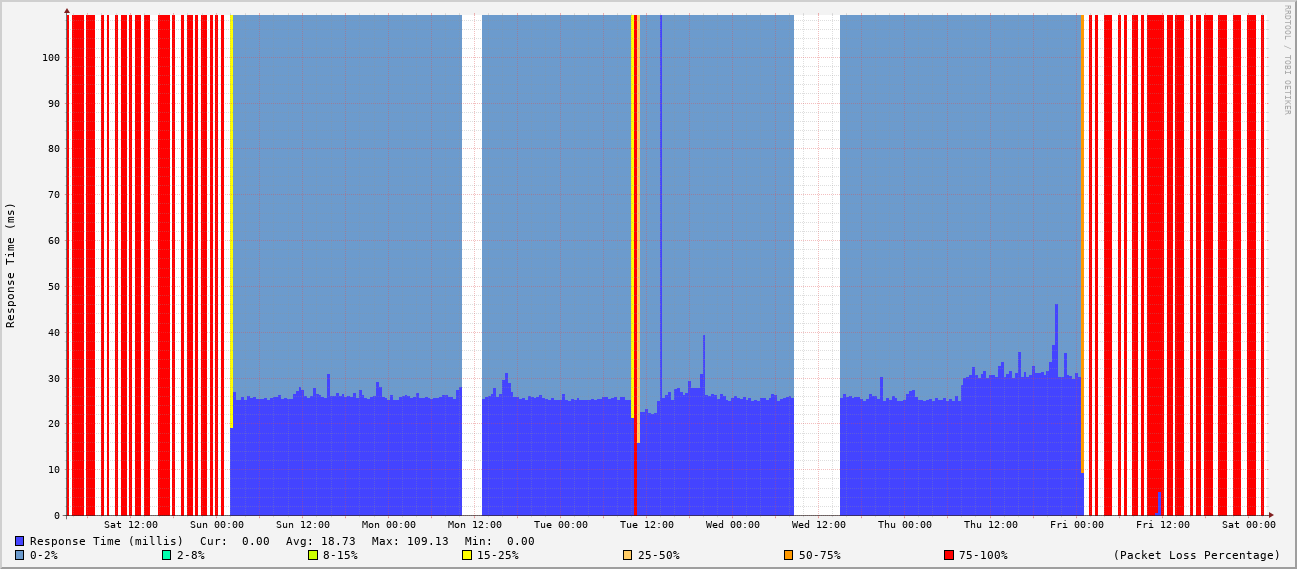 RRDTOOL / TOBI OETIKER
Response Time (ms)
100
90
80
70
60
50
40
30
20
10
0
Sat 12:00 Sun 00:00 Sun 12:00 Mon 00:00 Mon 12:00 Tue 00:00 Tue 12:00 Wed 00:00 Wed 12:00 Thu 00:00 Thu 12:00 Fri 00:00 Fri 12:00 Sat 00:00
Response Time (millis) Cur: 0.00 Avg: 18.73 Max: 109.13 Min: 0.00
0-2% 2-8% 8-15% 15-25% 25-50% 50-75% 75-100% (Packet Loss Percentage)